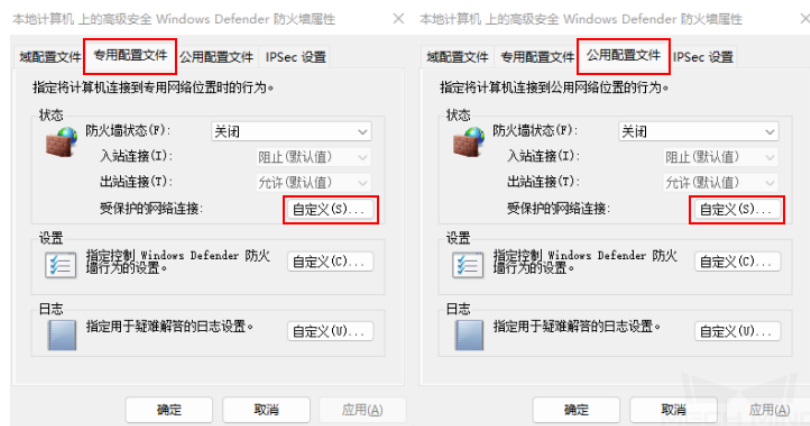 本地计算机 上的高级安全 Windows Defender 防火墙属性
域配置文件 专用配置文件 公用配置文件 IPSec 设置
指定将计算机连接到专用网络位置时的行为。
状态
防火墙状态(F): 关闭
入站连接(I): 阻止(默认值)
出站连接(T): 允许(默认值)
受保护的网络连接: 自定义(S)...
设置
指定控制 Windows Defender 防火
墙行为的设置。
自定义(C)...
日志
指定用于疑难解答的日志设置。
自定义(U)...
确定 取消 应用(A)
本地计算机 上的高级安全 Windows Defender 防火墙属性
域配置文件 专用配置文件 公用配置文件 IPSec 设置
指定将计算机连接到公用网络位置的行为。
状态
防火墙状态(F): 关闭
入站连接(I): 阻止(默认值)
出站连接(T): 允许(默认值)
受保护的网络连接: 自定义(S)...
设置
指定控制 Windows Defender 防火
墙行为的设置。
自定义(C)...
日志
指定用于疑难解答的日志设置。
自定义(U)...
确定 取消 应用(A)
MECH MIND